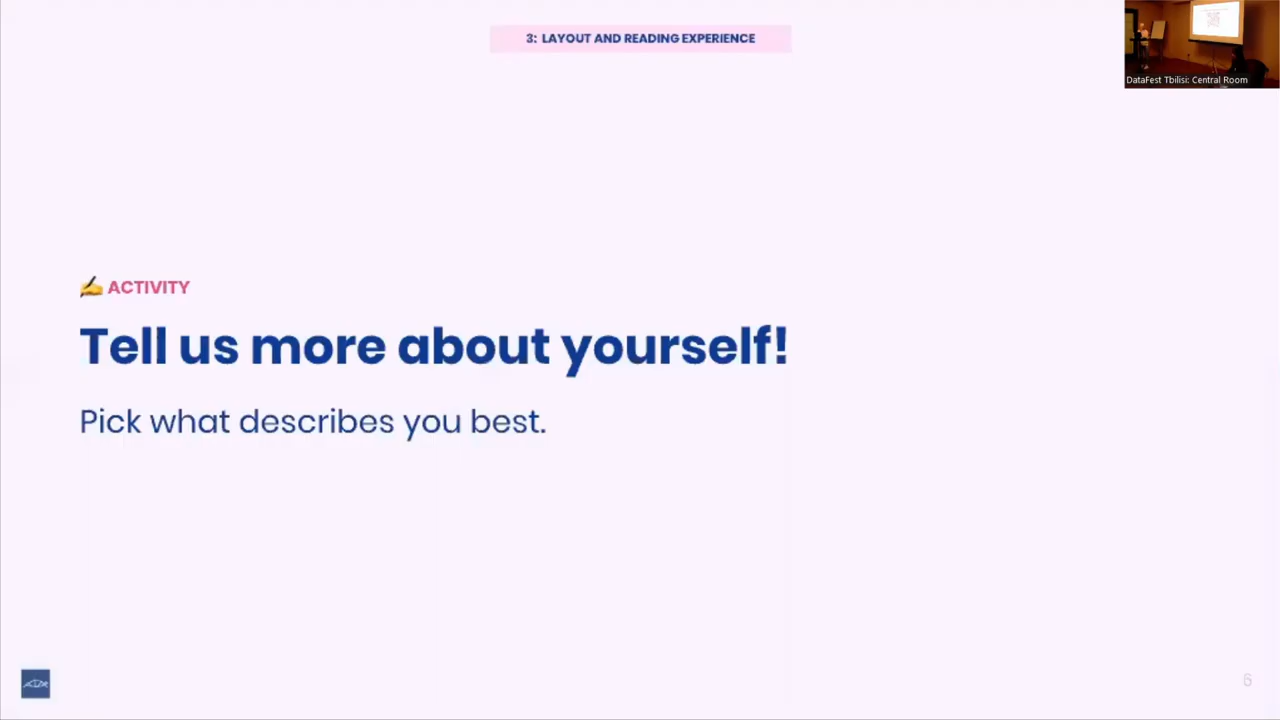 3: LAYOUT AND READING EXPERIENCE
DataFest Tbilisi: Central Room
✍️ ACTIVITY
Tell us more about yourself!
Pick what describes you best.
6